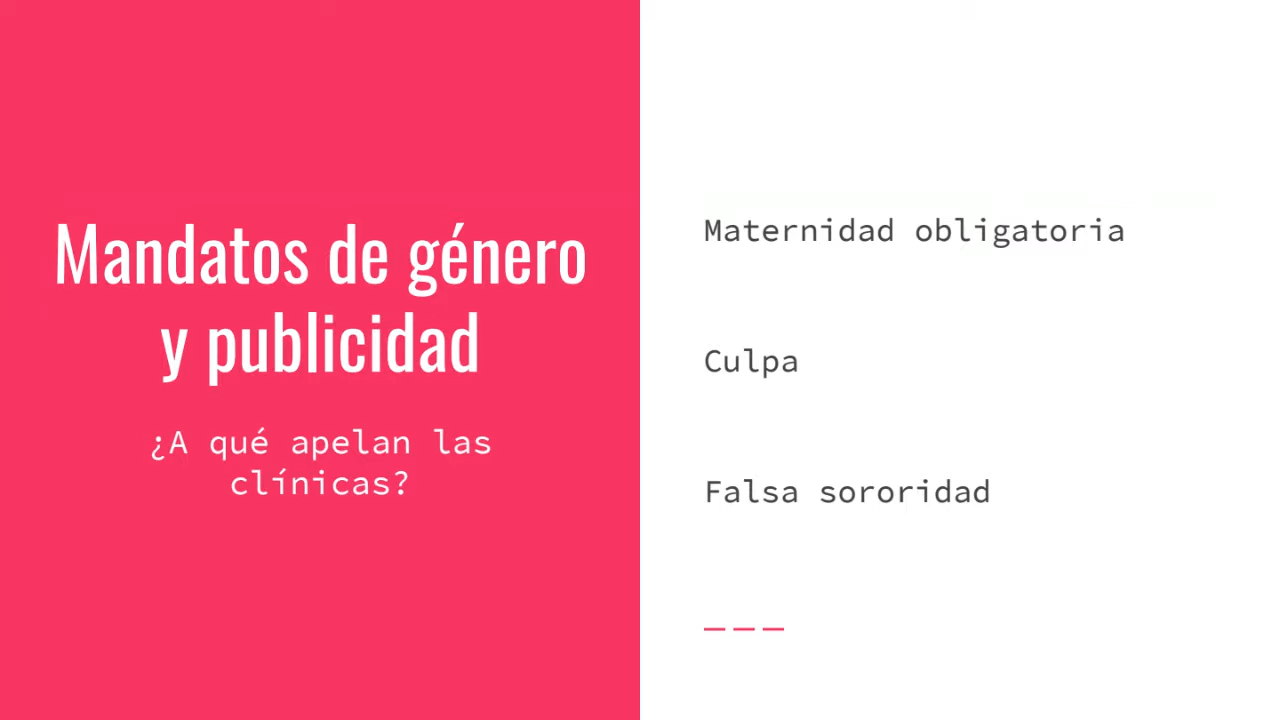 Mandatos de género
y publicidad
¿A qué apelan las
clínicas?
Maternidad obligatoria
Culpa
Falsa sororidad